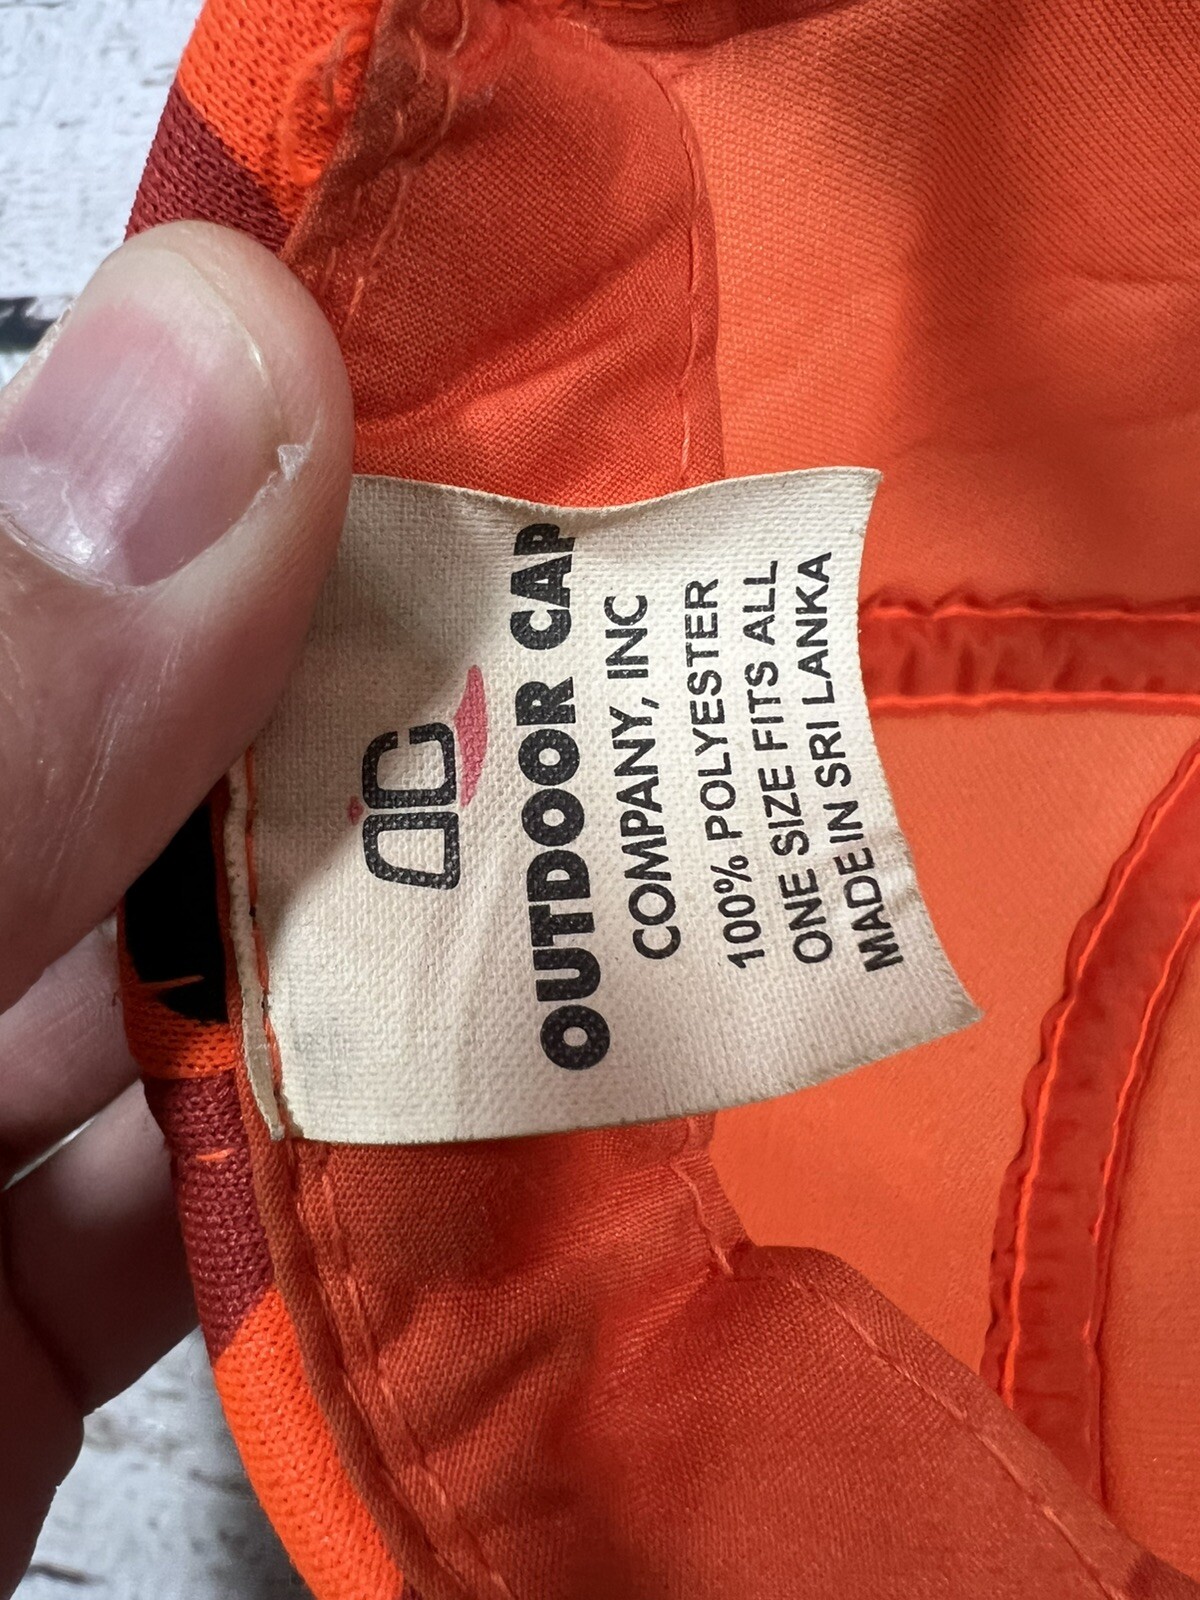 OC
OUTDOOR CAP
COMPANY, INC
100% POLYESTER
ONE SIZE FITS ALL
MADE IN SRI LANKA